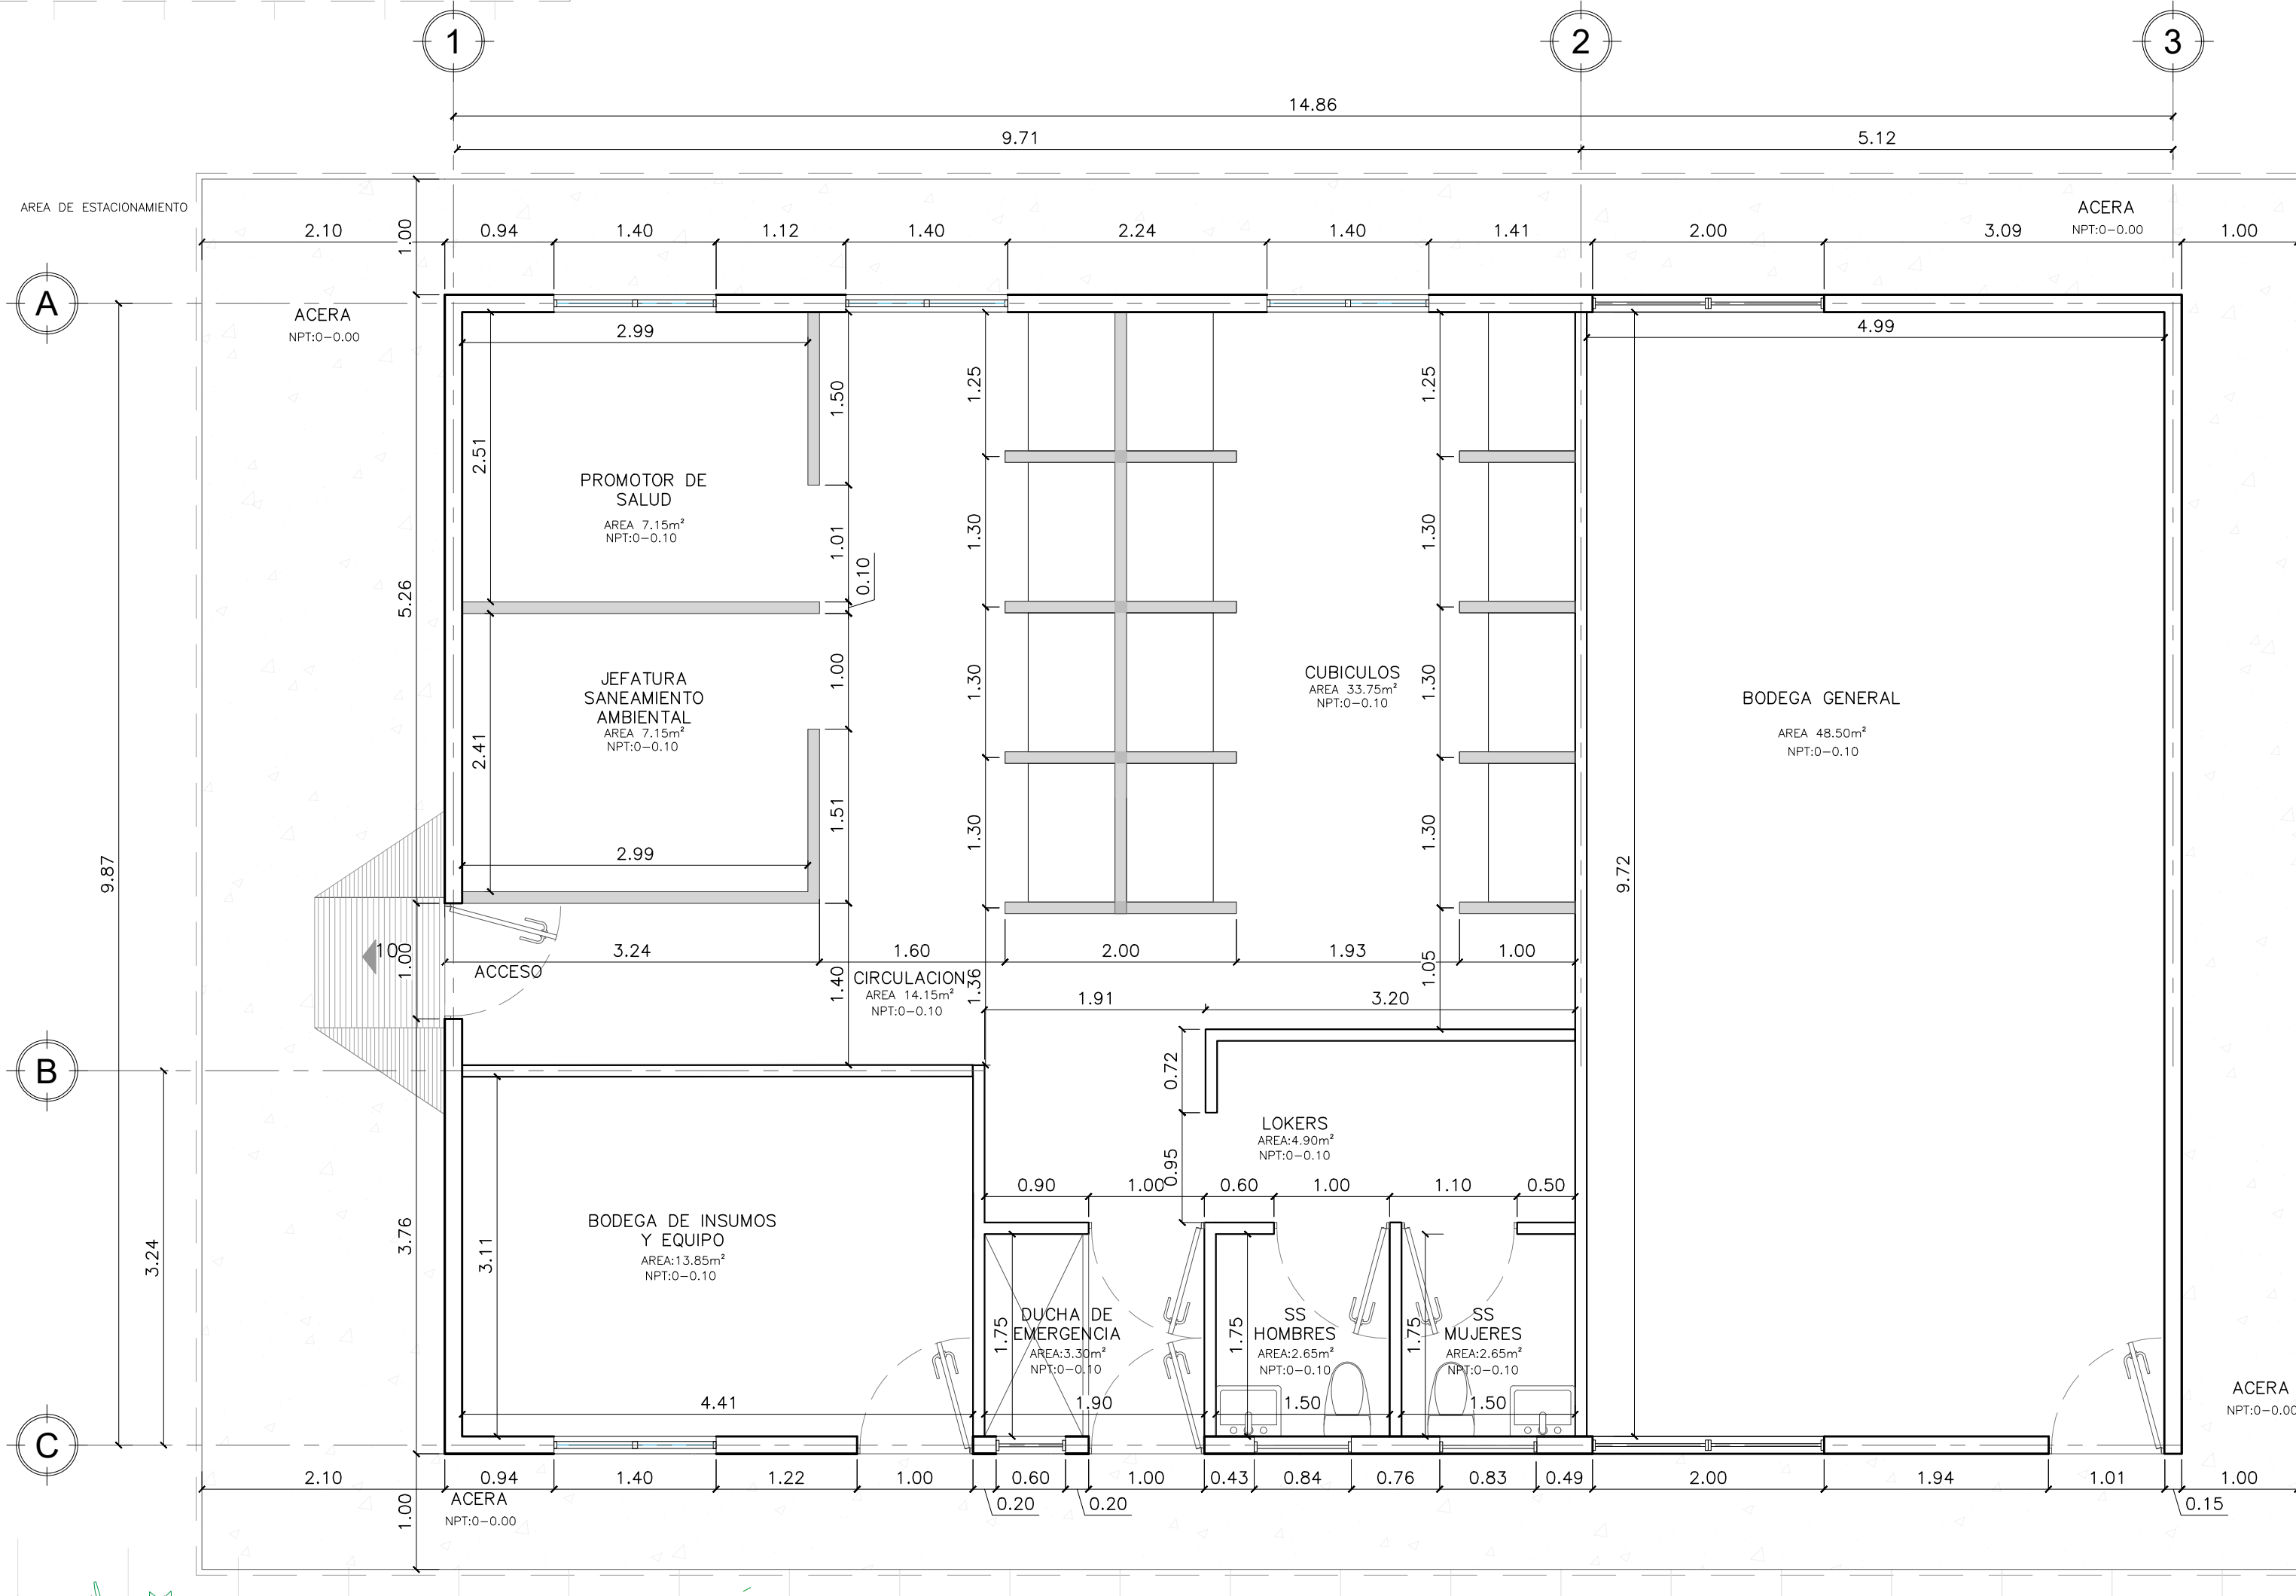 1
2
3
14.86
9.71
5.12
AREA DE ESTACIONAMIENTO
ACERA
NPT:0-0.00
1.00
2.10
0.94
1.40
1.12
1.40
2.24
1.40
1.41
2.00
3.09
1.00
A
ACERA
NPT:0-0.00
2.99
4.99
1.50
1.25
1.25
2.51
PROMOTOR DE
SALUD
AREA 7.15m²
NPT:0-0.10
1.01
1.30
1.30
0.10
5.26
JEFATURA
SANEAMIENTO
AMBIENTAL
AREA 7.15m²
NPT:0-0.10
1.00
1.30
CUBICULOS
AREA 33.75m²
NPT:0-0.10
1.30
BODEGA GENERAL
AREA 48.50m²
NPT:0-0.10
2.41
1.51
1.30
1.30
2.99
9.87
9.72
10
1.00
ACCESO
3.24
1.60
2.00
1.93
1.00
1.40
CIRCULACION
AREA 14.15m²
NPT:0-0.10
1.36
1.05
1.91
3.20
B
0.72
LOKERS
AREA:4.90m²
NPT:0-0.10
0.95
0.90
1.00
0.60
1.00
1.10
0.50
3.24
3.76
3.11
BODEGA DE INSUMOS
Y EQUIPO
AREA:13.85m²
NPT:0-0.10
1.75
DUCHA DE
EMERGENCIA
AREA:3.30m²
NPT:0-0.10
1.75
SS
HOMBRES
AREA:2.65m²
NPT:0-0.10
1.75
SS
MUJERES
AREA:2.65m²
NPT:0-0.10
4.41
1.90
1.50
1.50
ACERA
NPT:0-0.00
C
2.10
0.94
1.40
1.22
1.00
0.60
1.00
0.43
0.84
0.76
0.83
0.49
2.00
1.94
1.01
1.00
0.20
0.20
0.15
1.00
ACERA
NPT:0-0.00